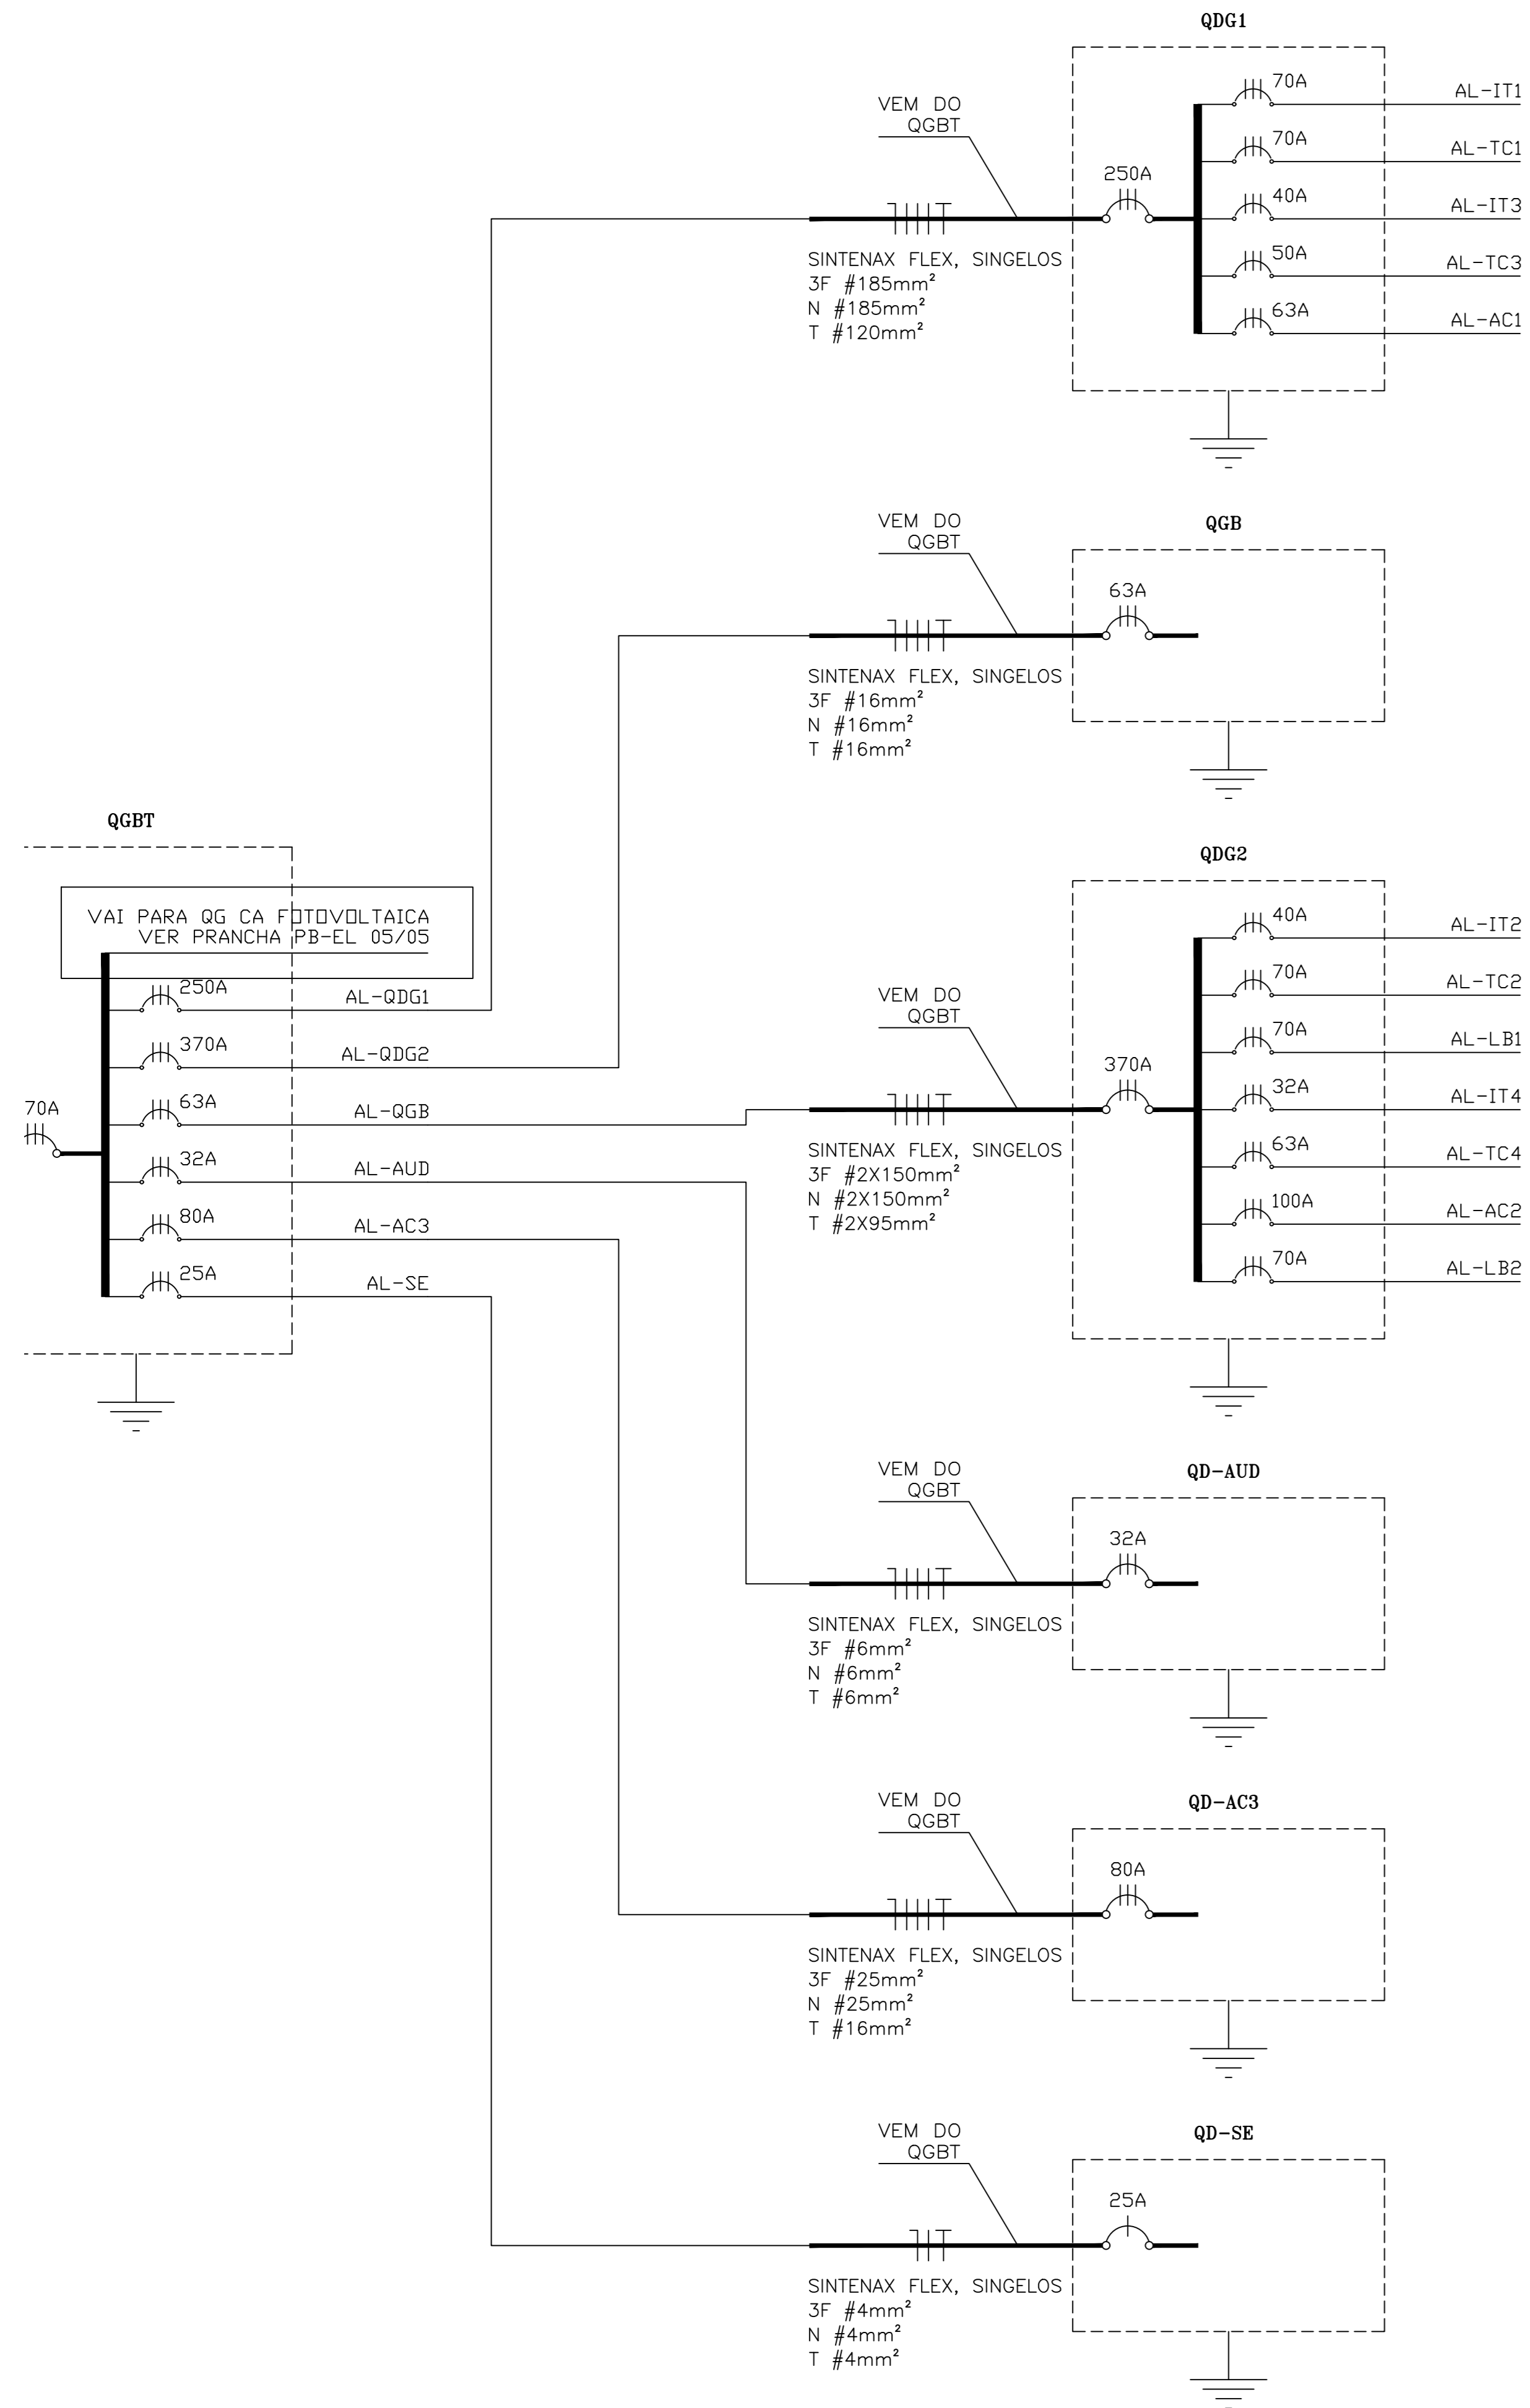 QDG1
70A
AL-IT1
70A
AL-TC1
40A
AL-IT3
50A
AL-TC3
63A
AL-AC1
VEM DO
QGBT
250A
SINTENAX FLEX, SINGELOS
3F #185mm²
N #185mm²
T #120mm²
QGB
VEM DO
QGBT
63A
SINTENAX FLEX, SINGELOS
3F #16mm²
N #16mm²
T #16mm²
QGBT
VAI PARA QG CA FOTOVOLTAICA
VER PRANCHA PB-EL 05/05
250A
AL-QDG1
370A
AL-QDG2
63A
AL-QGB
70A
32A
AL-AUD
80A
AL-AC3
25A
AL-SE
QDG2
40A
AL-IT2
70A
AL-TC2
70A
AL-LB1
32A
AL-IT4
63A
AL-TC4
100A
AL-AC2
70A
AL-LB2
VEM DO
QGBT
370A
SINTENAX FLEX, SINGELOS
3F #2X150mm²
N #2X150mm²
T #2X95mm²
QD-AUD
VEM DO
QGBT
32A
SINTENAX FLEX, SINGELOS
3F #6mm²
N #6mm²
T #6mm²
QD-AC3
VEM DO
QGBT
80A
SINTENAX FLEX, SINGELOS
3F #25mm²
N #25mm²
T #16mm²
QD-SE
VEM DO
QGBT
25A
SINTENAX FLEX, SINGELOS
3F #4mm²
N #4mm²
T #4mm²